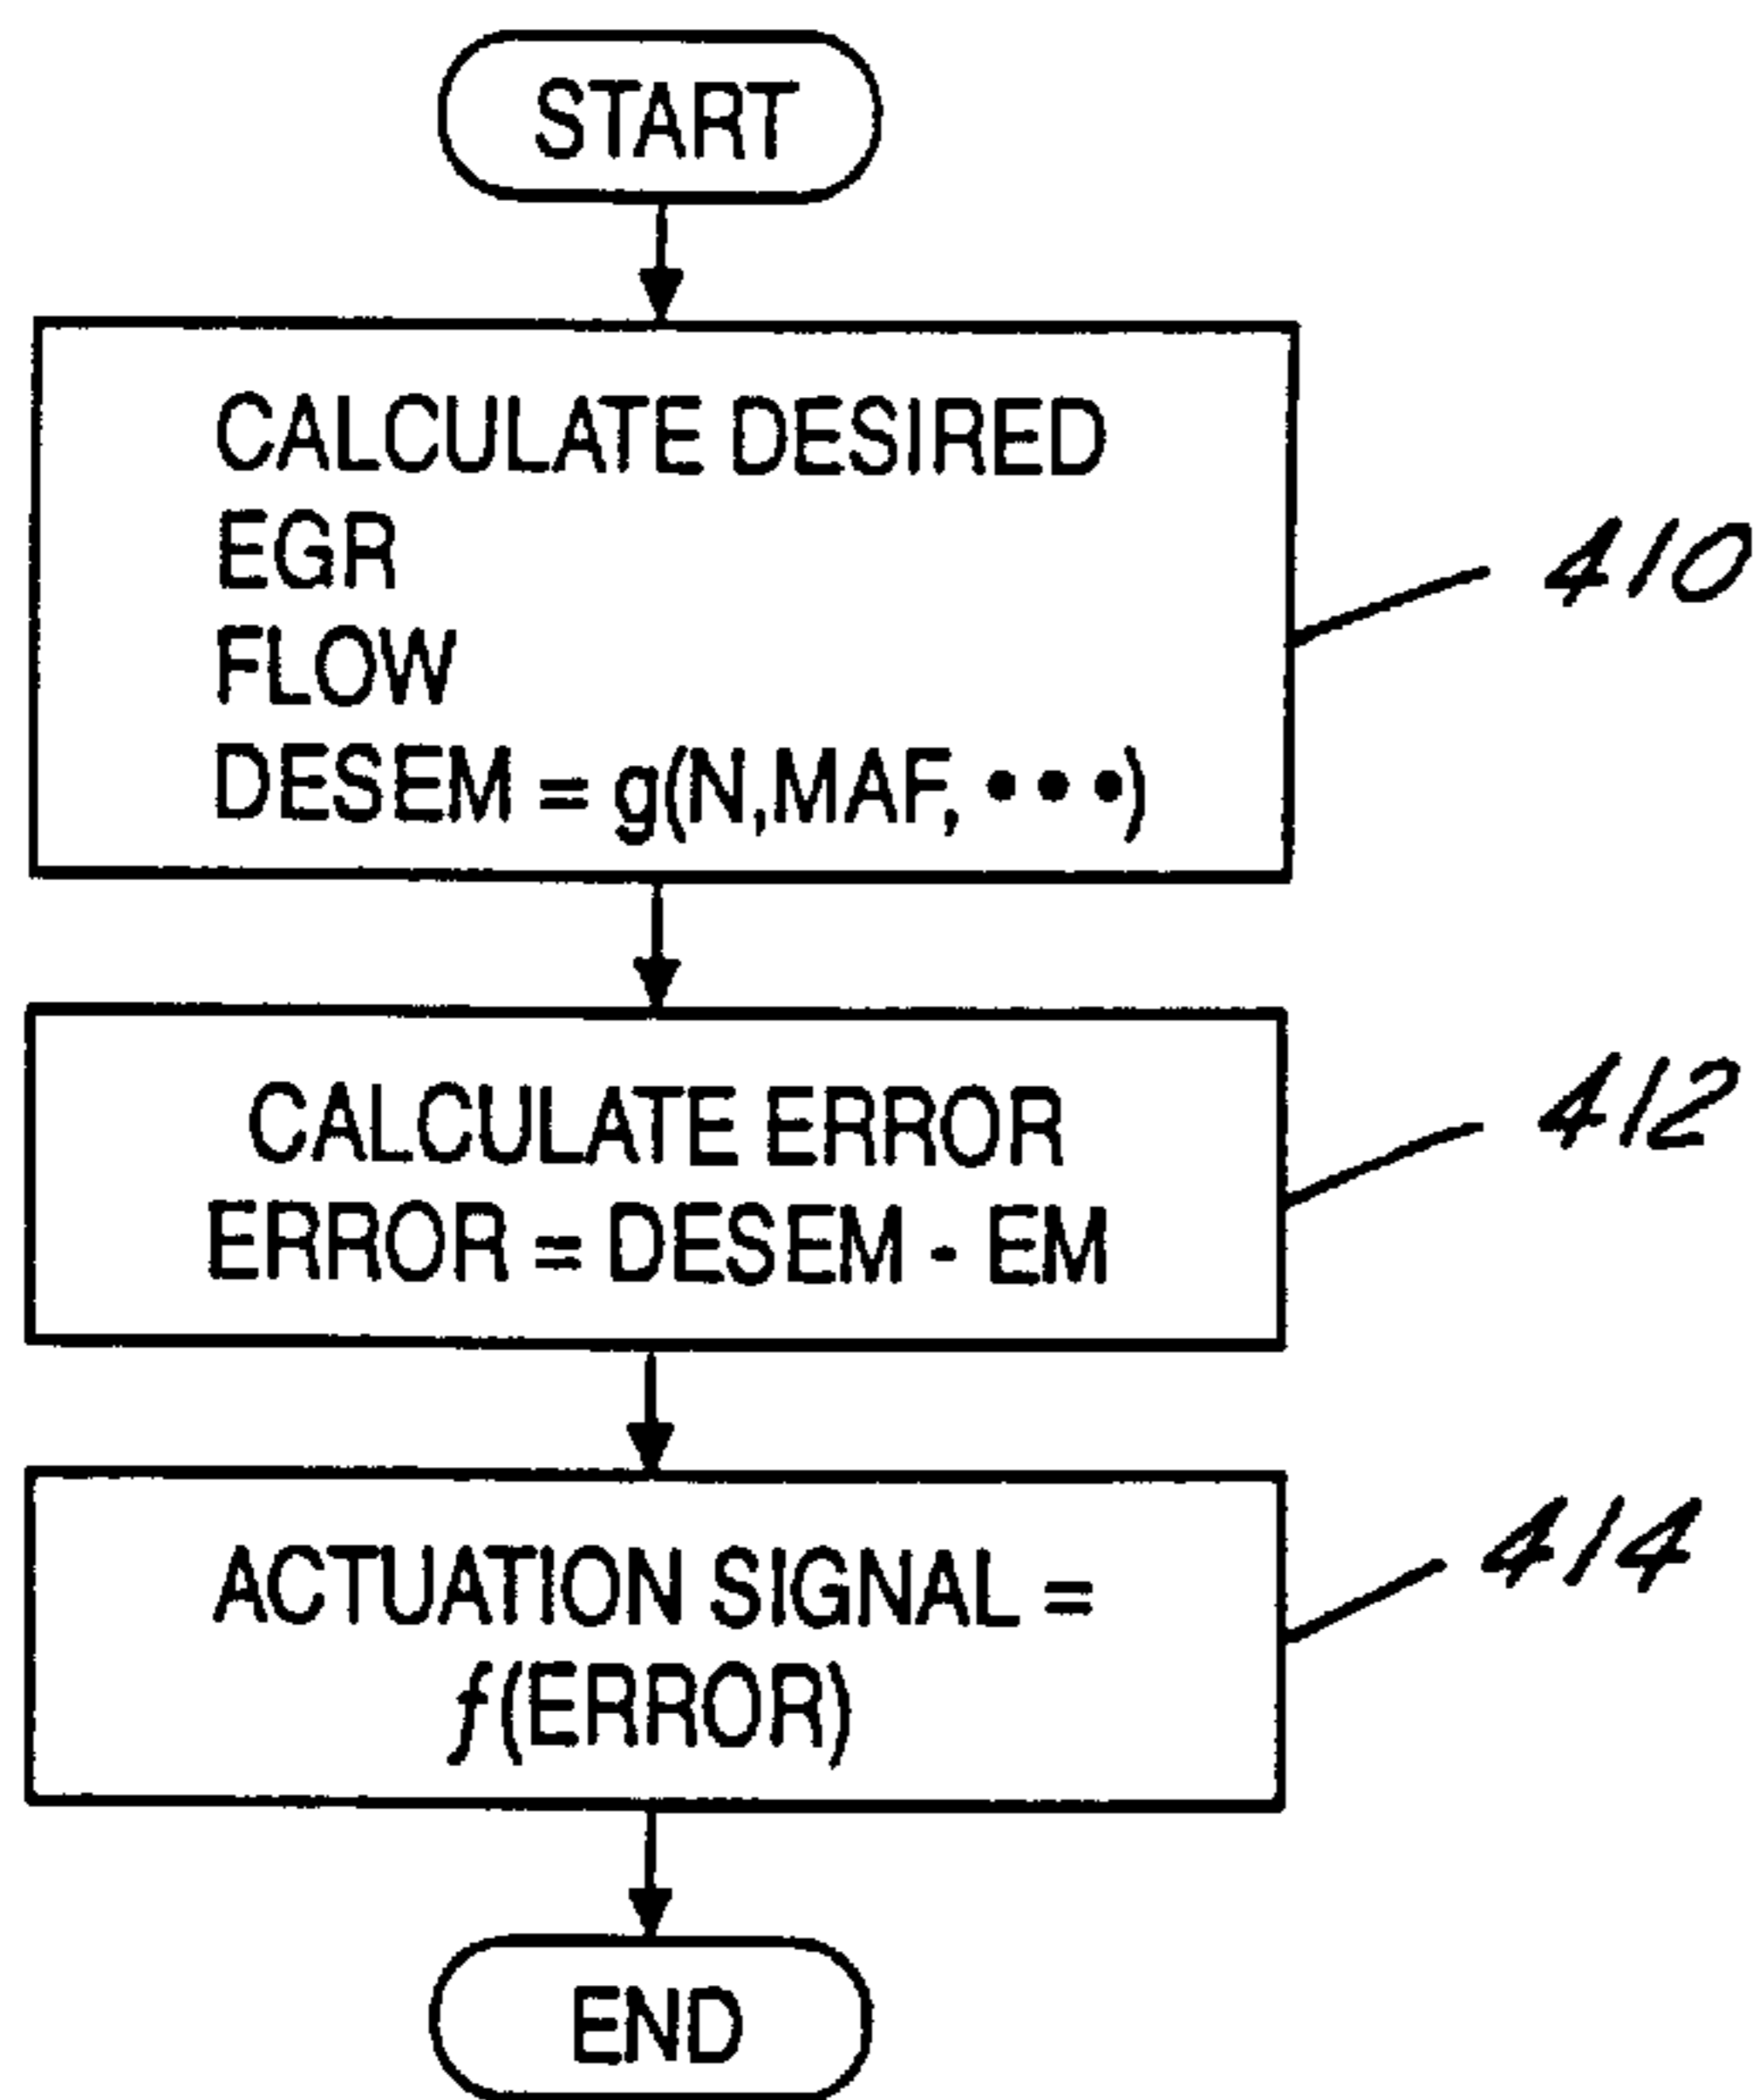 START
CALCULATE DESIRED
EGR
FLOW
DESEM = g(N,MAF, •••)
410
CALCULATE ERROR
ERROR = DESEM - EM
412
ACTUATION SIGNAL =
f(ERROR)
414
END